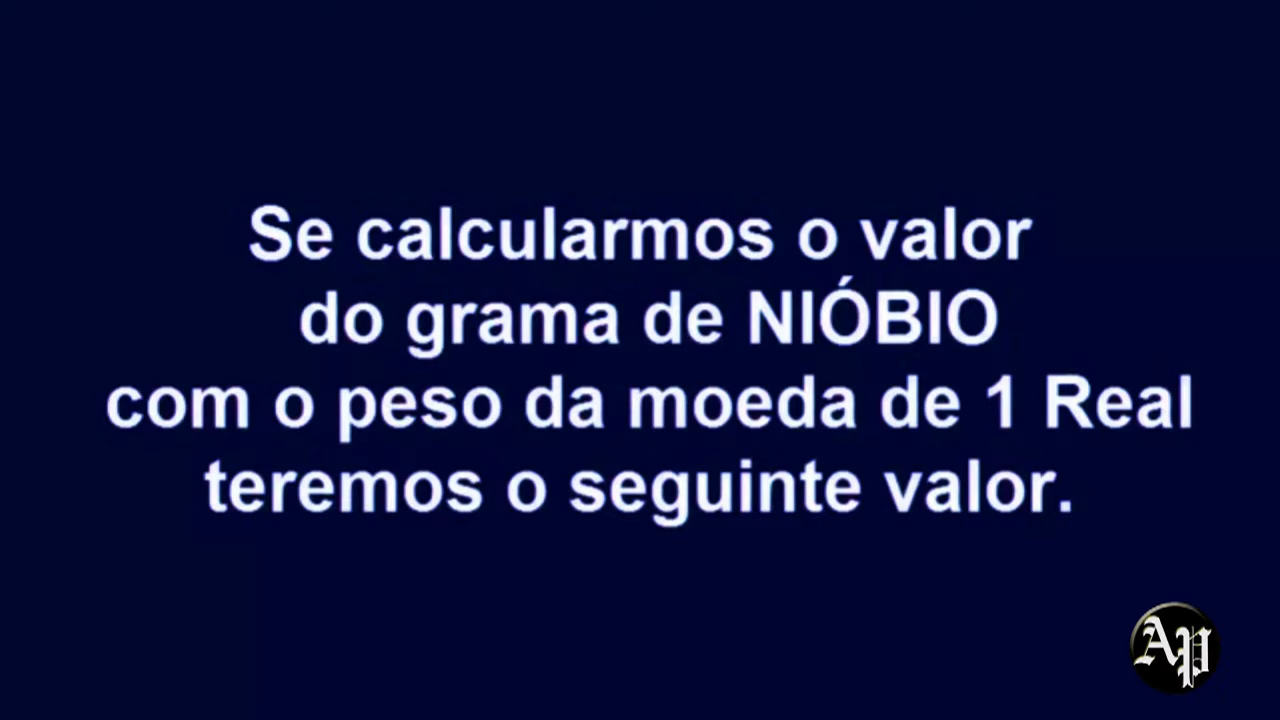 Se calcularmos o valor
do grama de NIÓBIO
com o peso da moeda de 1 Real
teremos o seguinte valor.
AP